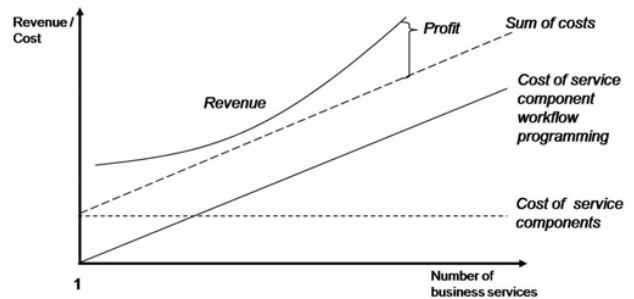 Revenue /
Cost
Profit
Sum of costs
Revenue
Cost of service
component
workflow
programming
Cost of service
components
1
Number of
business services